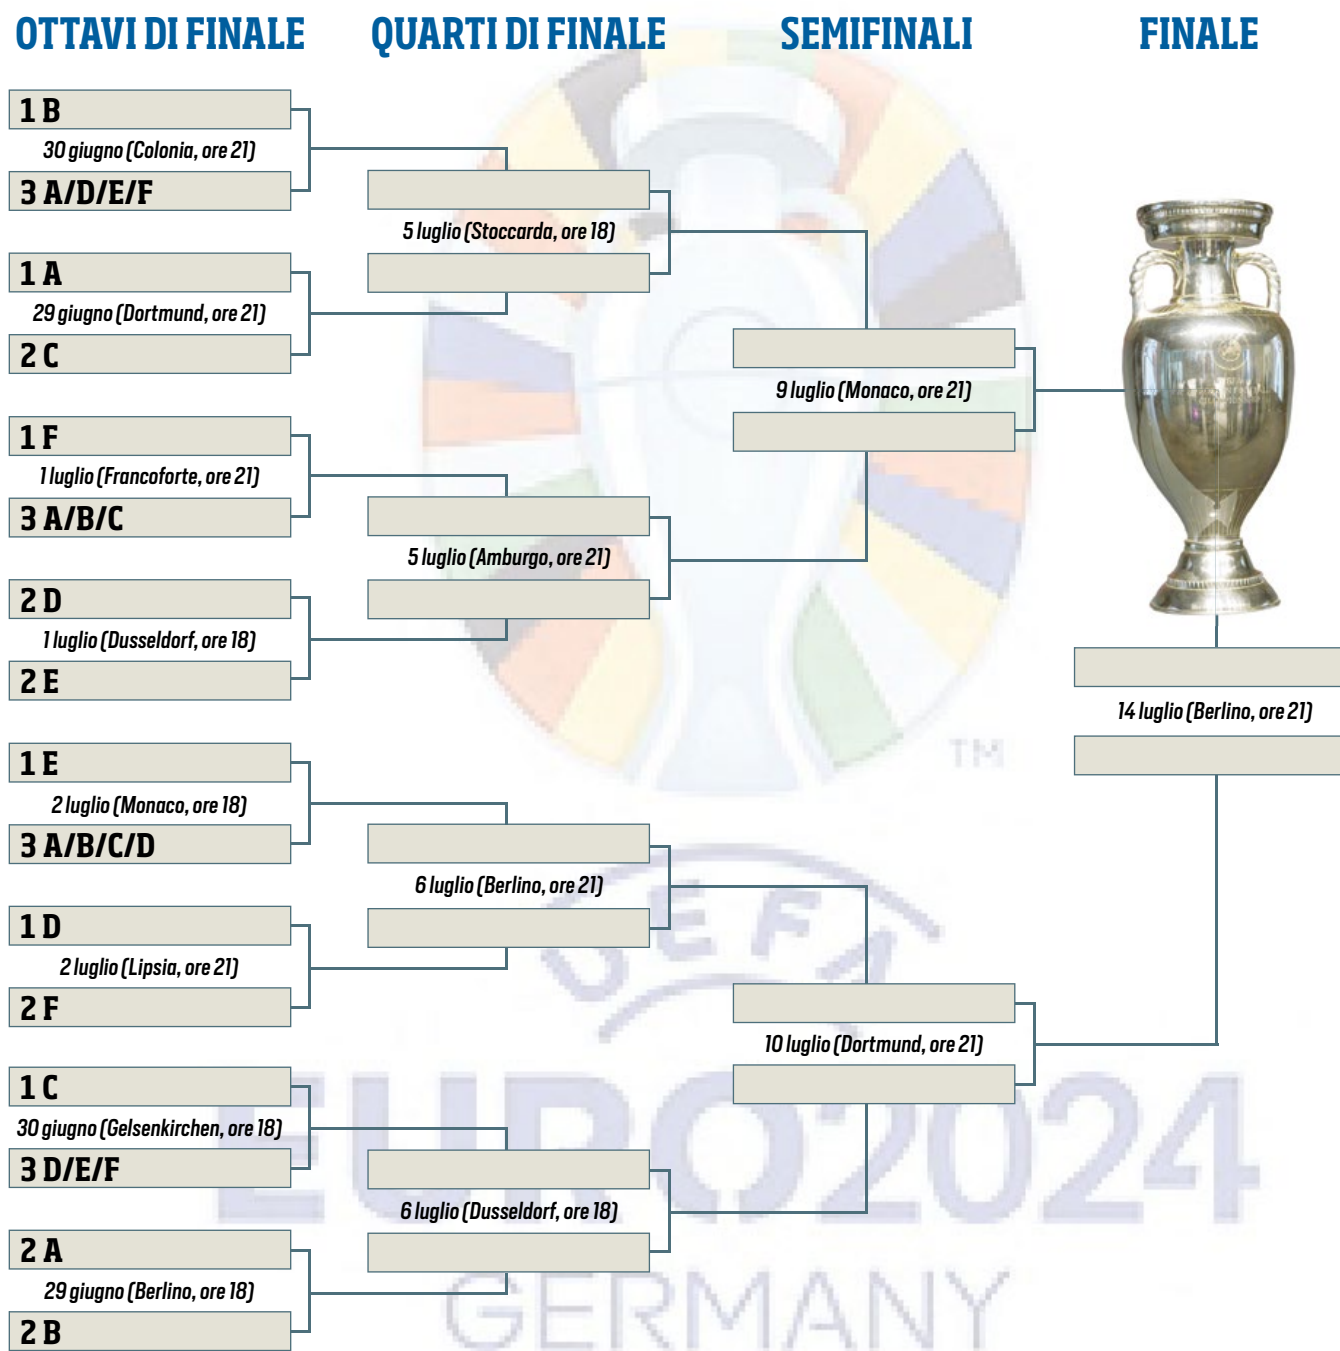 OTTAVI DI FINALE
QUARTI DI FINALE
SEMIFINALI
FINALE
1 B
30 giugno (Colonia, ore 21)
3 A/D/E/F
1 A
29 giugno (Dortmund, ore 21)
2 C
1 F
1 luglio (Francoforte, ore 21)
3 A/B/C
2 D
1 luglio (Dusseldorf, ore 18)
2 E
1 E
2 luglio (Monaco, ore 18)
3 A/B/C/D
1 D
2 luglio (Lipsia, ore 21)
2 F
1 C
30 giugno (Gelsenkirchen, ore 18)
3 D/E/F
2 A
29 giugno (Berlino, ore 18)
2 B
5 luglio (Stoccarda, ore 18)
5 luglio (Amburgo, ore 21)
6 luglio (Berlino, ore 21)
6 luglio (Dusseldorf, ore 18)
9 luglio (Monaco, ore 21)
10 luglio (Dortmund, ore 21)
14 luglio (Berlino, ore 21)
TM
UEFA
EURO2024
GERMANY